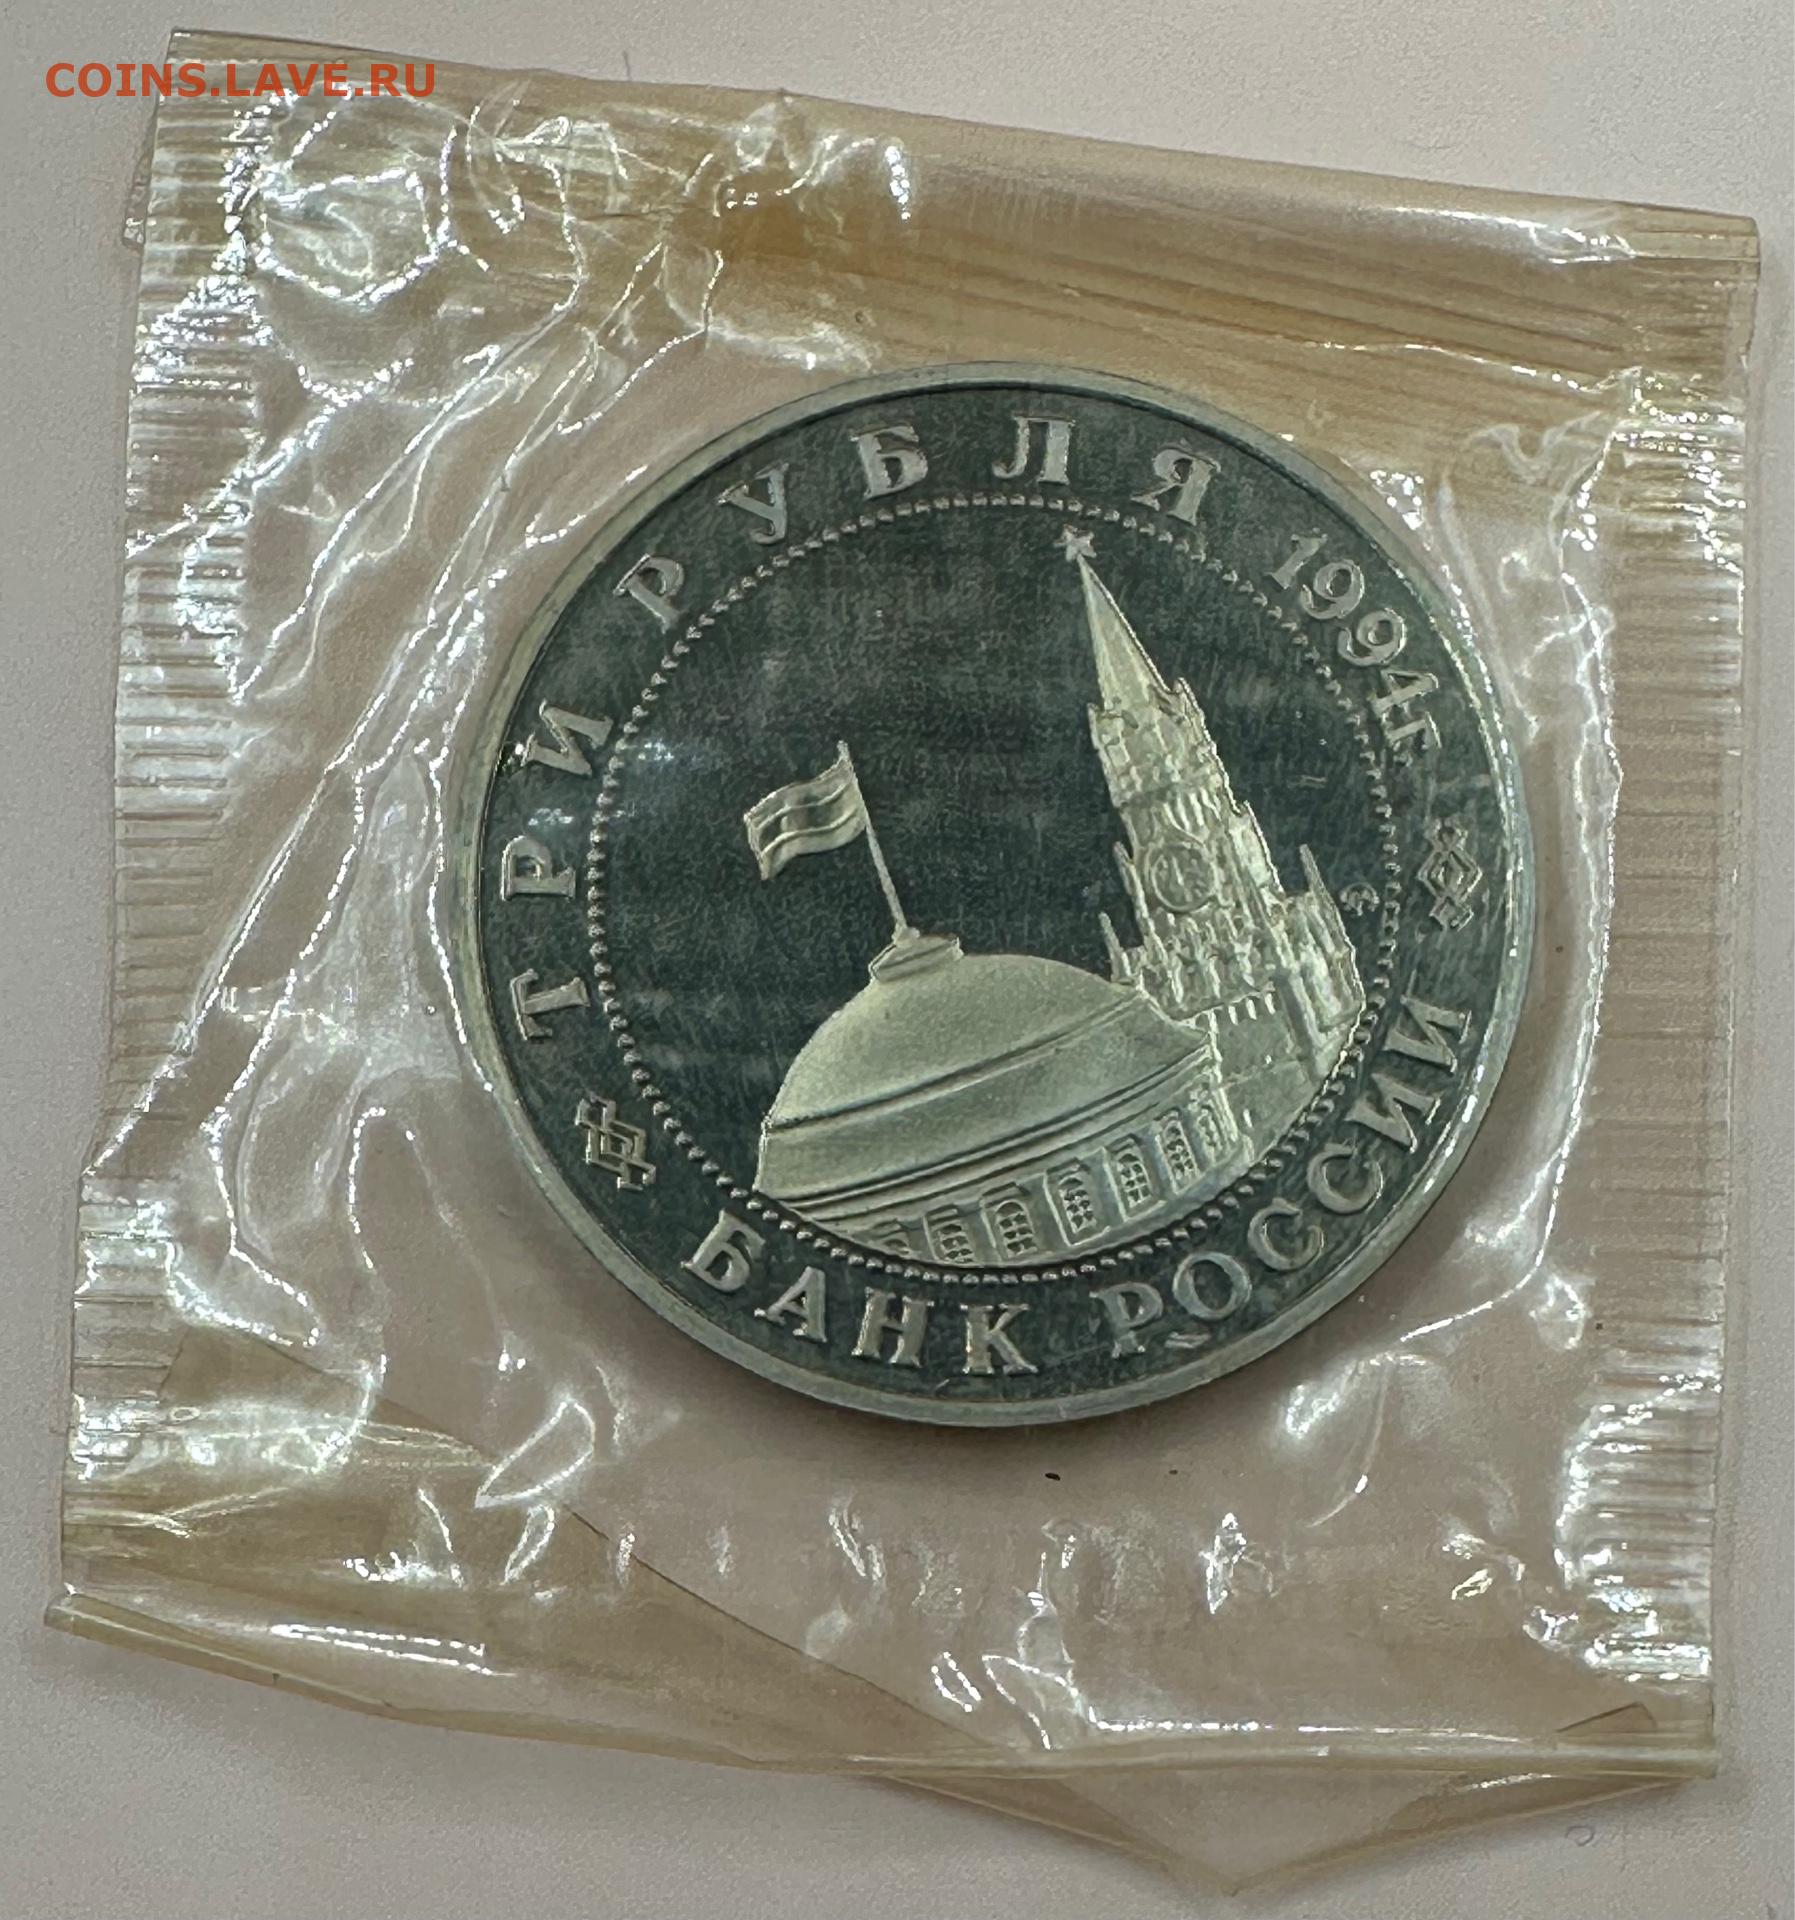 COINS.LAVE.RU
ТРИ РУБЛЯ 1994г.
БАНК РОССИИ